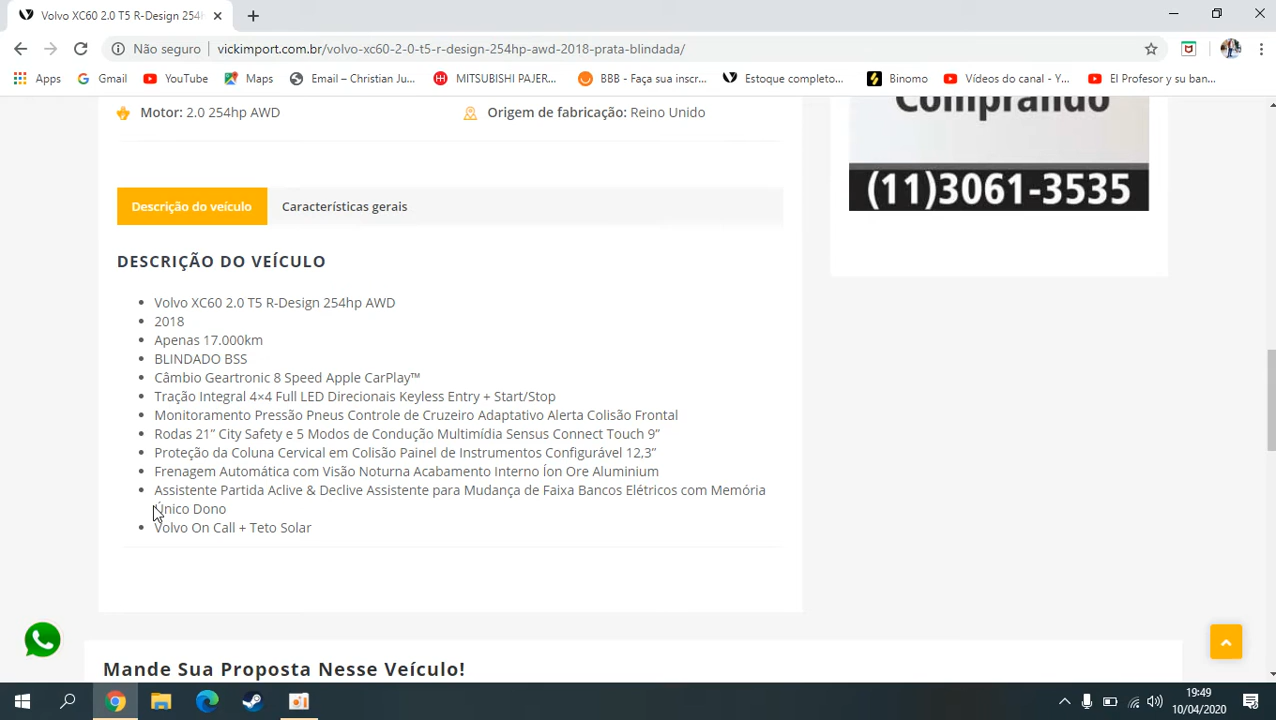 Volvo XC60 2.0 T5 R-Design 254h
Não seguro
vickimport.com.br/volvo-xc60-2-0-t5-r-design-254hp-awd-2018-prata-blindada/
Apps
Gmail
YouTube
Maps
Email – Christian Ju...
MITSUBISHI PAJER...
BBB - Faça sua inscr...
Estoque completo...
Binomo
Vídeos do canal - Y...
El Profesor y su ban...
Motor: 2.0 254hp AWD
Origem de fabricação: Reino Unido
Comprando
(11)3061-3535
Descrição do veículo
Características gerais
DESCRIÇÃO DO VEÍCULO
Volvo XC60 2.0 T5 R-Design 254hp AWD
2018
Apenas 17.000km
BLINDADO BSS
Câmbio Geartronic 8 Speed Apple CarPlay™
Tração Integral 4×4 Full LED Direcionais Keyless Entry + Start/Stop
Monitoramento Pressão Pneus Controle de Cruzeiro Adaptativo Alerta Colisão Frontal
Rodas 21” City Safety e 5 Modos de Condução Multimídia Sensus Connect Touch 9”
Proteção da Coluna Cervical em Colisão Painel de Instrumentos Configurável 12,3”
Frenagem Automática com Visão Noturna Acabamento Interno Íon Ore Aluminium
Assistente Partida Aclive & Declive Assistente para Mudança de Faixa Bancos Elétricos com Memória
Único Dono
Volvo On Call + Teto Solar
Mande Sua Proposta Nesse Veículo!
19:49
10/04/2020